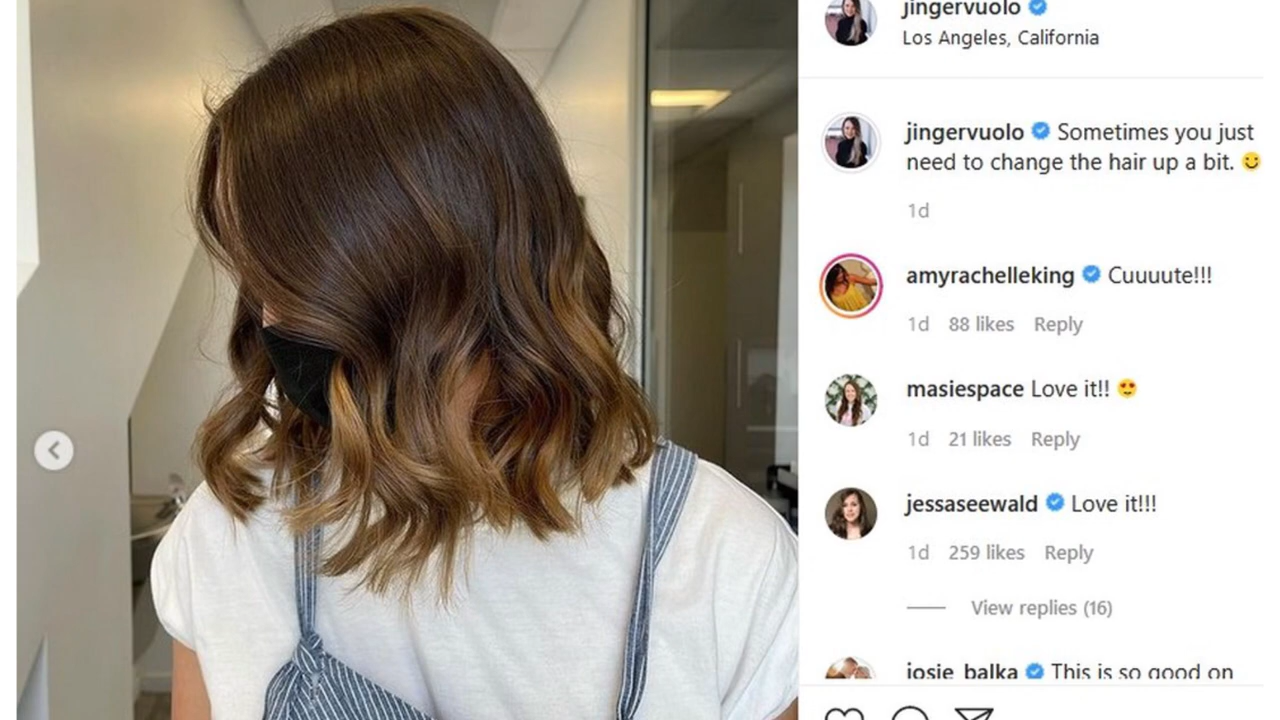 jingervuolo
Los Angeles, California
jingervuolo Sometimes you just
need to change the hair up a bit.
1d
amyrachelleking Cuuuute!!!
1d 88 likes Reply
masiespace Love it!!
1d 21 likes Reply
jessaseewald Love it!!!
1d 259 likes Reply
View replies (16)
josie_balka This is so good on